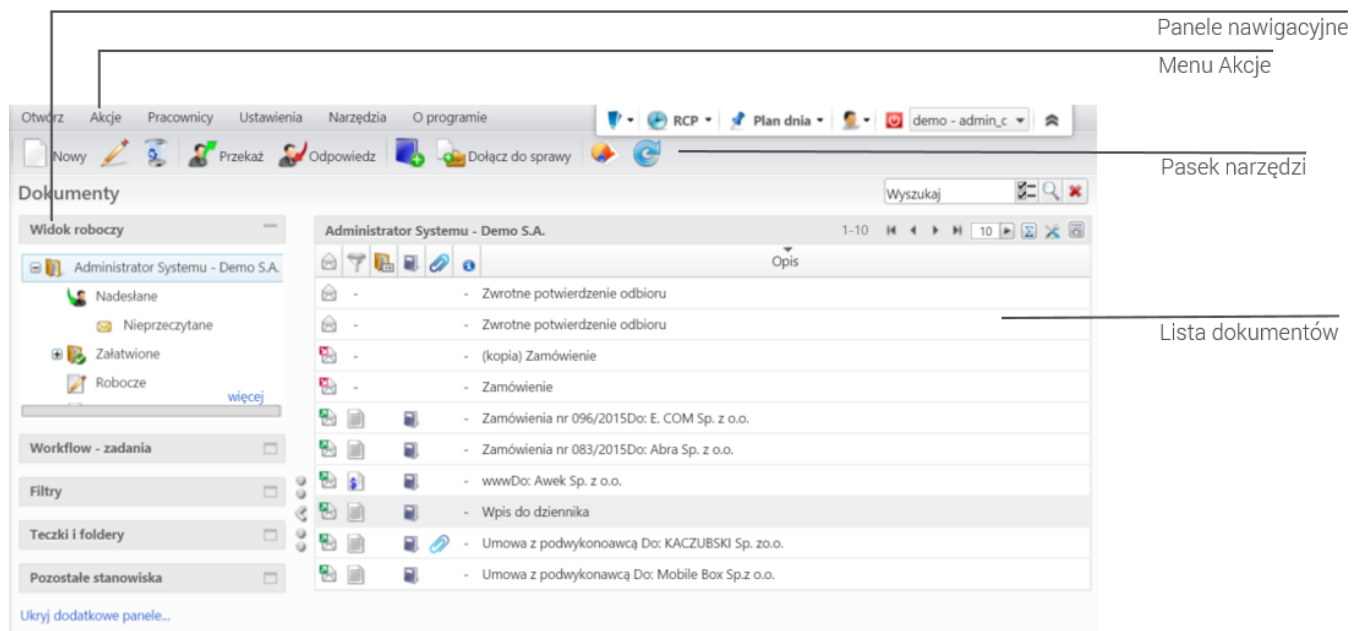 Panele nawigacyjne
Menu Akcje
Otwórz Akcje Pracownicy Ustawienia Narzędzia O programie RCP Plan dnia demo - admin_c
Nowy Przekaż Odpowiedz Dołącz do sprawy
Pasek narzędzi
Dokumenty Wyszukaj
Widok roboczy Administrator Systemu - Demo S.A. 1-10 10
Opis
Administrator Systemu - Demo S.A.
Nadesłane
Nieprzeczytane
Załatwione
Robocze
więcej
Workflow - zadania
Filtry
Teczki i foldery
Pozostałe stanowiska
Ukryj dodatkowe panele...
- - Zwrotne potwierdzenie odbioru
- - Zwrotne potwierdzenie odbioru
- - (kopia) Zamówienie
- - Zamówienie
- Zamówienia nr 096/2015Do: E. COM Sp. z o.o.
- Zamówienia nr 083/2015Do: Abra Sp. z o.o.
- wwwDo: Awek Sp. z o.o.
- Wpis do dziennika
- Umowa z podwykonoawcą Do: KACZUBSKI Sp. zo.o.
- Umowa z podwykonawcą Do: Mobile Box Sp.z o.o.
Lista dokumentów